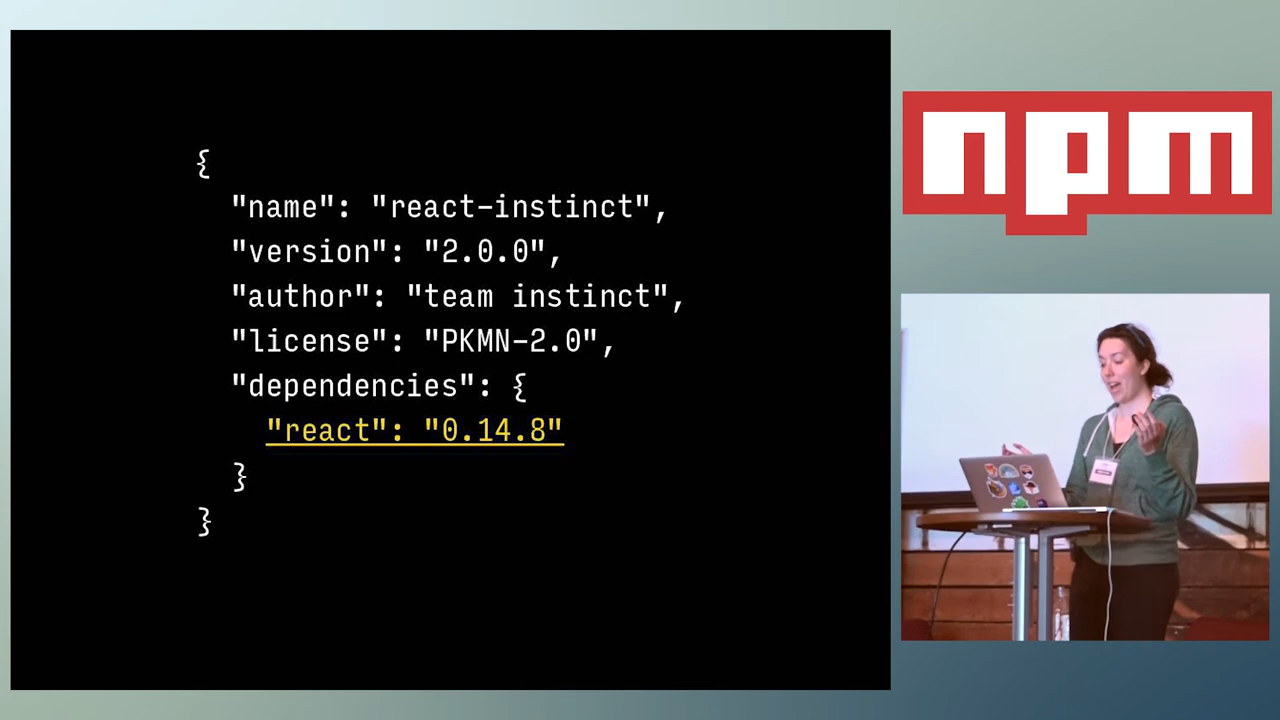 {
"name": "react-instinct",
"version": "2.0.0",
"author": "team instinct",
"license": "PKMN-2.0",
"dependencies": {
"react": "0.14.8"
}
}
npm